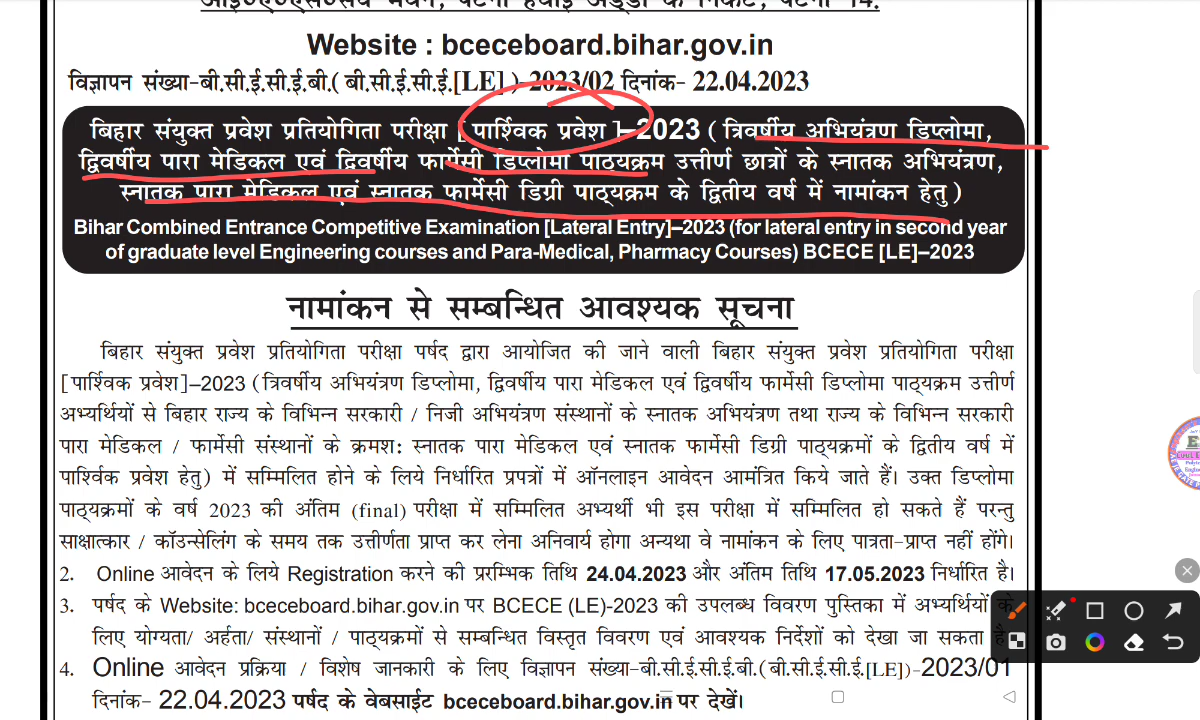 Website : bceceboard.bihar.gov.in
विज्ञापन संख्या-बी.सी.ई.सी.ई.बी.( बी.सी.ई.सी.ई.[LE] )-2023/02 दिनांक- 22.04.2023
बिहार संयुक्त प्रवेश प्रतियोगिता परीक्षा [ पार्श्विक प्रवेश ]–2023 ( त्रिवर्षीय अभियंत्रण डिप्लोमा,
द्विवर्षीय पारा मेडिकल एवं द्विवर्षीय फार्मेसी डिप्लोमा पाठ्यक्रम उत्तीर्ण छात्रों के स्नातक अभियंत्रण,
स्नातक पारा मेडिकल एवं स्नातक फार्मेसी डिग्री पाठ्यक्रम के द्वितीय वर्ष में नामांकन हेतु )
Bihar Combined Entrance Competitive Examination [Lateral Entry]–2023 (for lateral entry in second year
of graduate level Engineering courses and Para-Medical, Pharmacy Courses) BCECE [LE]–2023
नामांकन से सम्बन्धित आवश्यक सूचना
बिहार संयुक्त प्रवेश प्रतियोगिता परीक्षा पर्षद द्वारा आयोजित की जाने वाली बिहार संयुक्त प्रवेश प्रतियोगिता परीक्षा
[पार्श्विक प्रवेश]–2023 (त्रिवर्षीय अभियंत्रण डिप्लोमा, द्विवर्षीय पारा मेडिकल एवं द्विवर्षीय फार्मेसी डिप्लोमा पाठ्यक्रम उत्तीर्ण
अभ्यर्थियों से बिहार राज्य के विभिन्न सरकारी / निजी अभियंत्रण संस्थानों के स्नातक अभियंत्रण तथा राज्य के विभिन्न सरकारी
पारा मेडिकल / फार्मेसी संस्थानों के क्रमश: स्नातक पारा मेडिकल एवं स्नातक फार्मेसी डिग्री पाठ्यक्रमों के द्वितीय वर्ष में
पार्श्विक प्रवेश हेतु) में सम्मिलित होने के लिये निर्धारित प्रपत्रों में ऑनलाइन आवेदन आमंत्रित किये जाते हैं। उक्त डिप्लोमा
पाठ्यक्रमों के वर्ष 2023 की अंतिम (final) परीक्षा में सम्मिलित अभ्यर्थी भी इस परीक्षा में सम्मिलित हो सकते हैं परन्तु
साक्षात्कार / कॉउन्सेलिंग के समय तक उत्तीर्णता प्राप्त कर लेना अनिवार्य होगा अन्यथा वे नामांकन के लिए पात्रता-प्राप्त नहीं होंगे।
2. Online आवेदन के लिये Registration करने की प्ररम्भिक तिथि 24.04.2023 और अंतिम तिथि 17.05.2023 निर्धारित है।
3. पर्षद के Website: bceceboard.bihar.gov.in पर BCECE (LE)-2023 की उपलब्ध विवरण पुस्तिका में अभ्यर्थियों के
लिए योग्यता/ अर्हता/ संस्थानों / पाठ्यक्रमों से सम्बन्धित विस्तृत विवरण एवं आवश्यक निर्देशों को देखा जा सकता है
4. Online आवेदन प्रक्रिया / विशेष जानकारी के लिए विज्ञापन संख्या-बी.सी.ई.सी.ई.बी.(बी.सी.ई.सी.ई.[LE])-2023/01
दिनांक- 22.04.2023 पर्षद के वेबसाईट bceceboard.bihar.gov.in पर देखें।